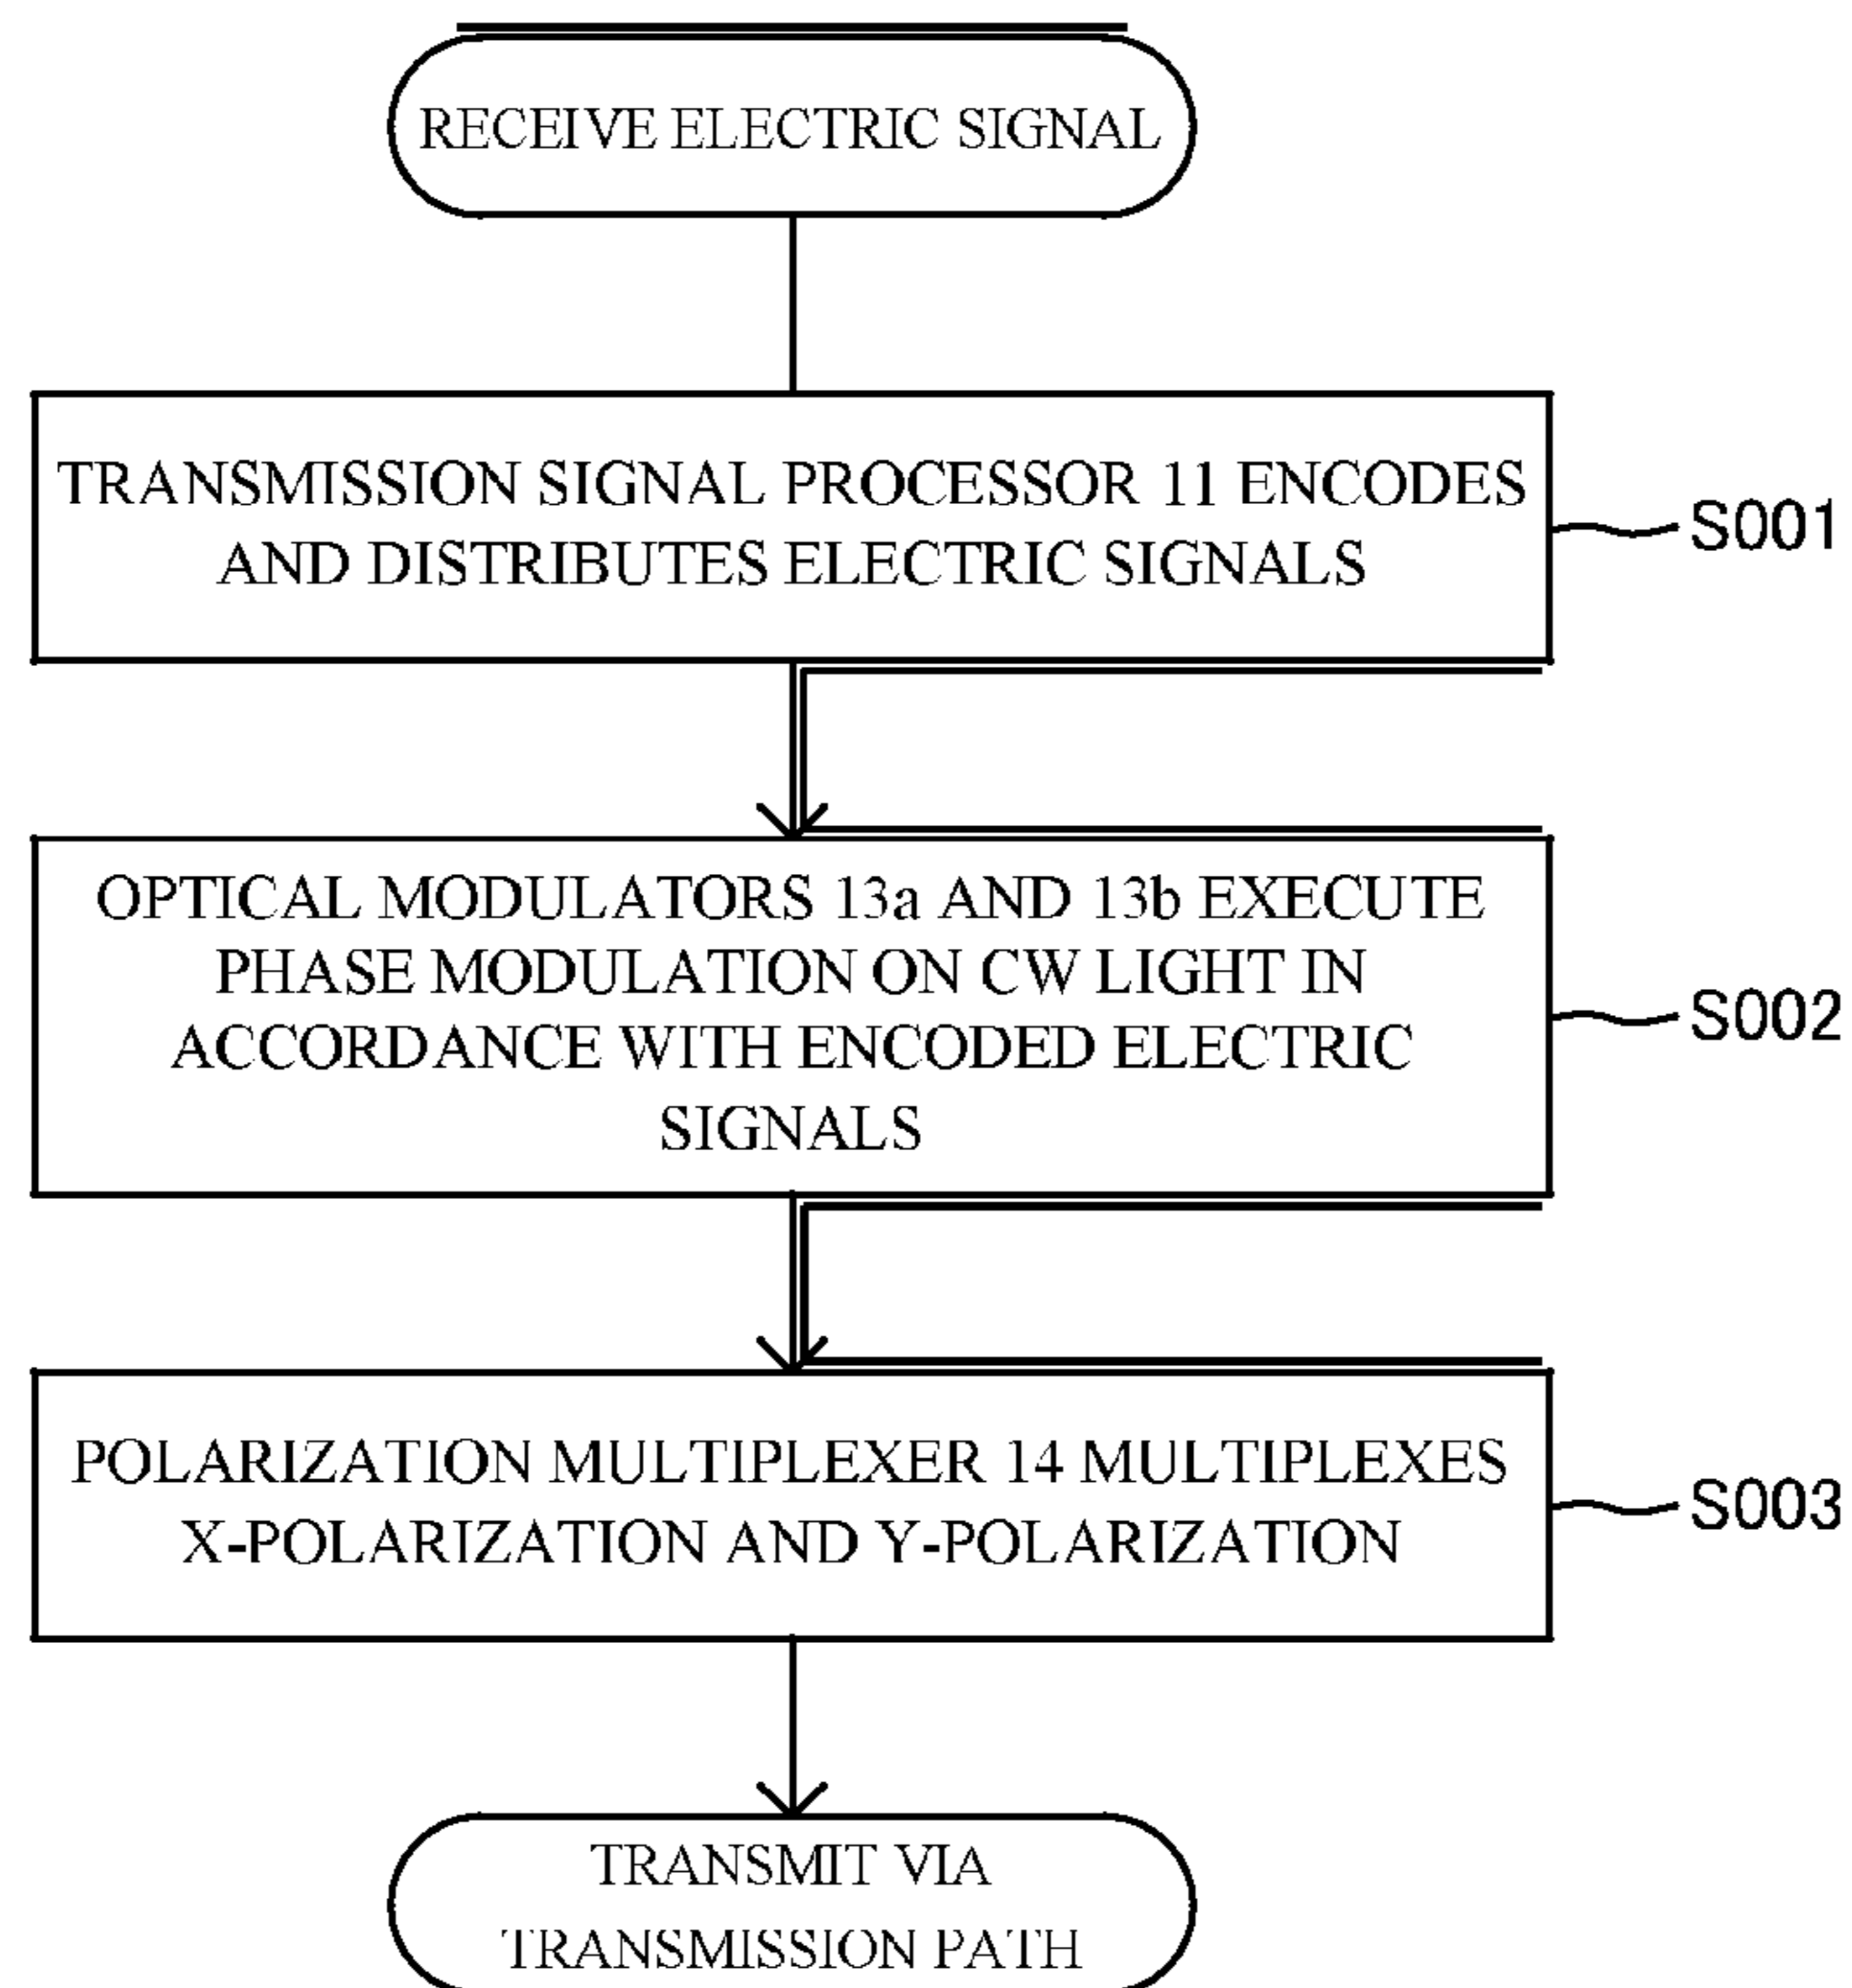 RECEIVE ELECTRIC SIGNAL
TRANSMISSION SIGNAL PROCESSOR 11 ENCODES
AND DISTRIBUTES ELECTRIC SIGNALS
S001
OPTICAL MODULATORS 13a AND 13b EXECUTE
PHASE MODULATION ON CW LIGHT IN
ACCORDANCE WITH ENCODED ELECTRIC
SIGNALS
S002
POLARIZATION MULTIPLEXER 14 MULTIPLEXES
X-POLARIZATION AND Y-POLARIZATION
S003
TRANSMIT VIA
TRANSMISSION PATH